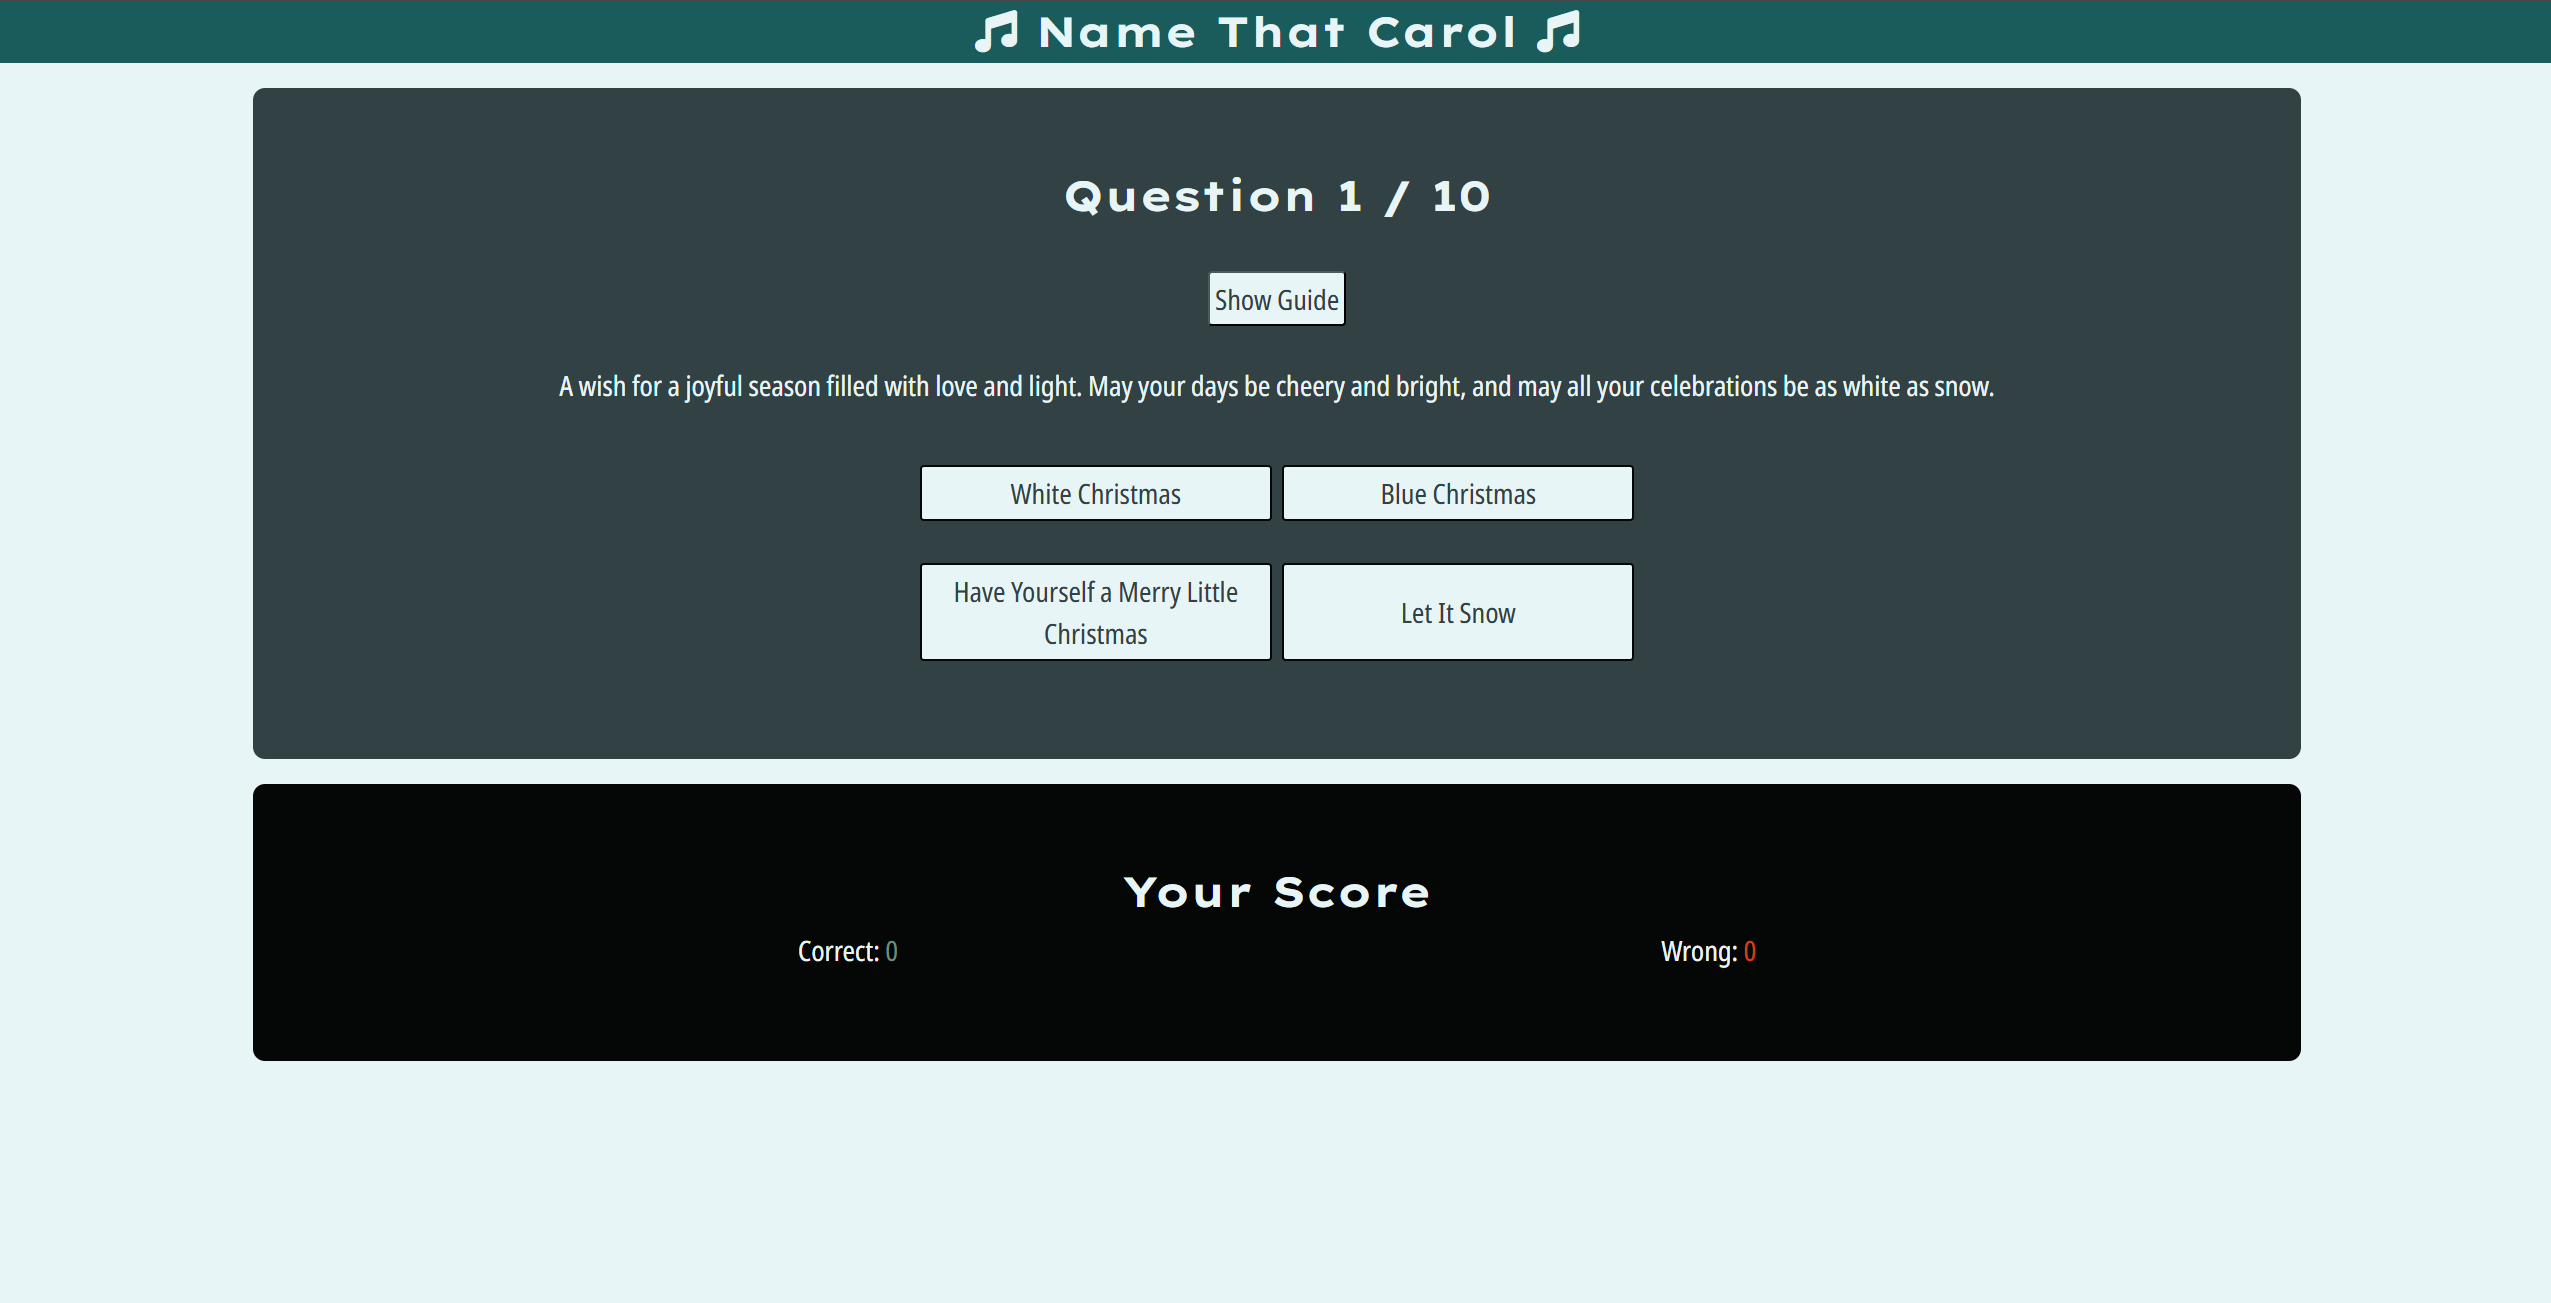 Name That Carol
Question 1 / 10
Show Guide
A wish for a joyful season filled with love and light. May your days be cheery and bright, and may all your celebrations be as white as snow.
White Christmas
Blue Christmas
Have Yourself a Merry Little
Christmas
Let It Snow
Your Score
Correct: 0
Wrong: 0